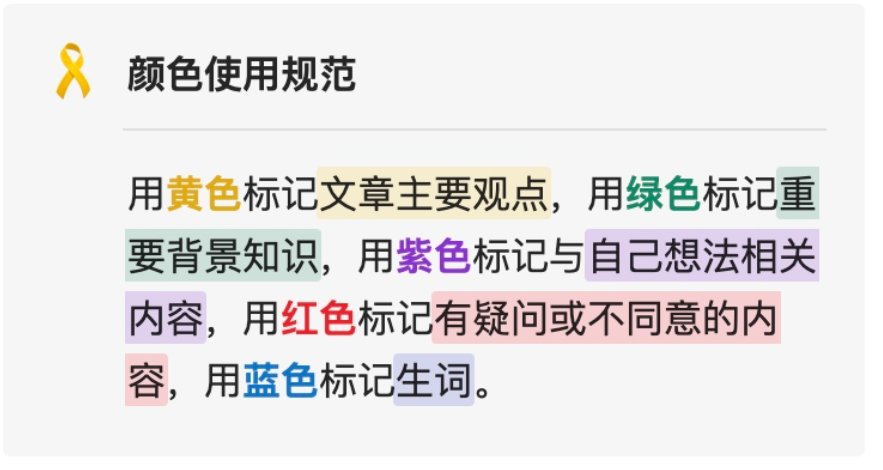 颜色使用规范
用黄色标记文章主要观点，用绿色标记重
要背景知识，用紫色标记与自己想法相关
内容，用红色标记有疑问或不同意的内
容，用蓝色标记生词。